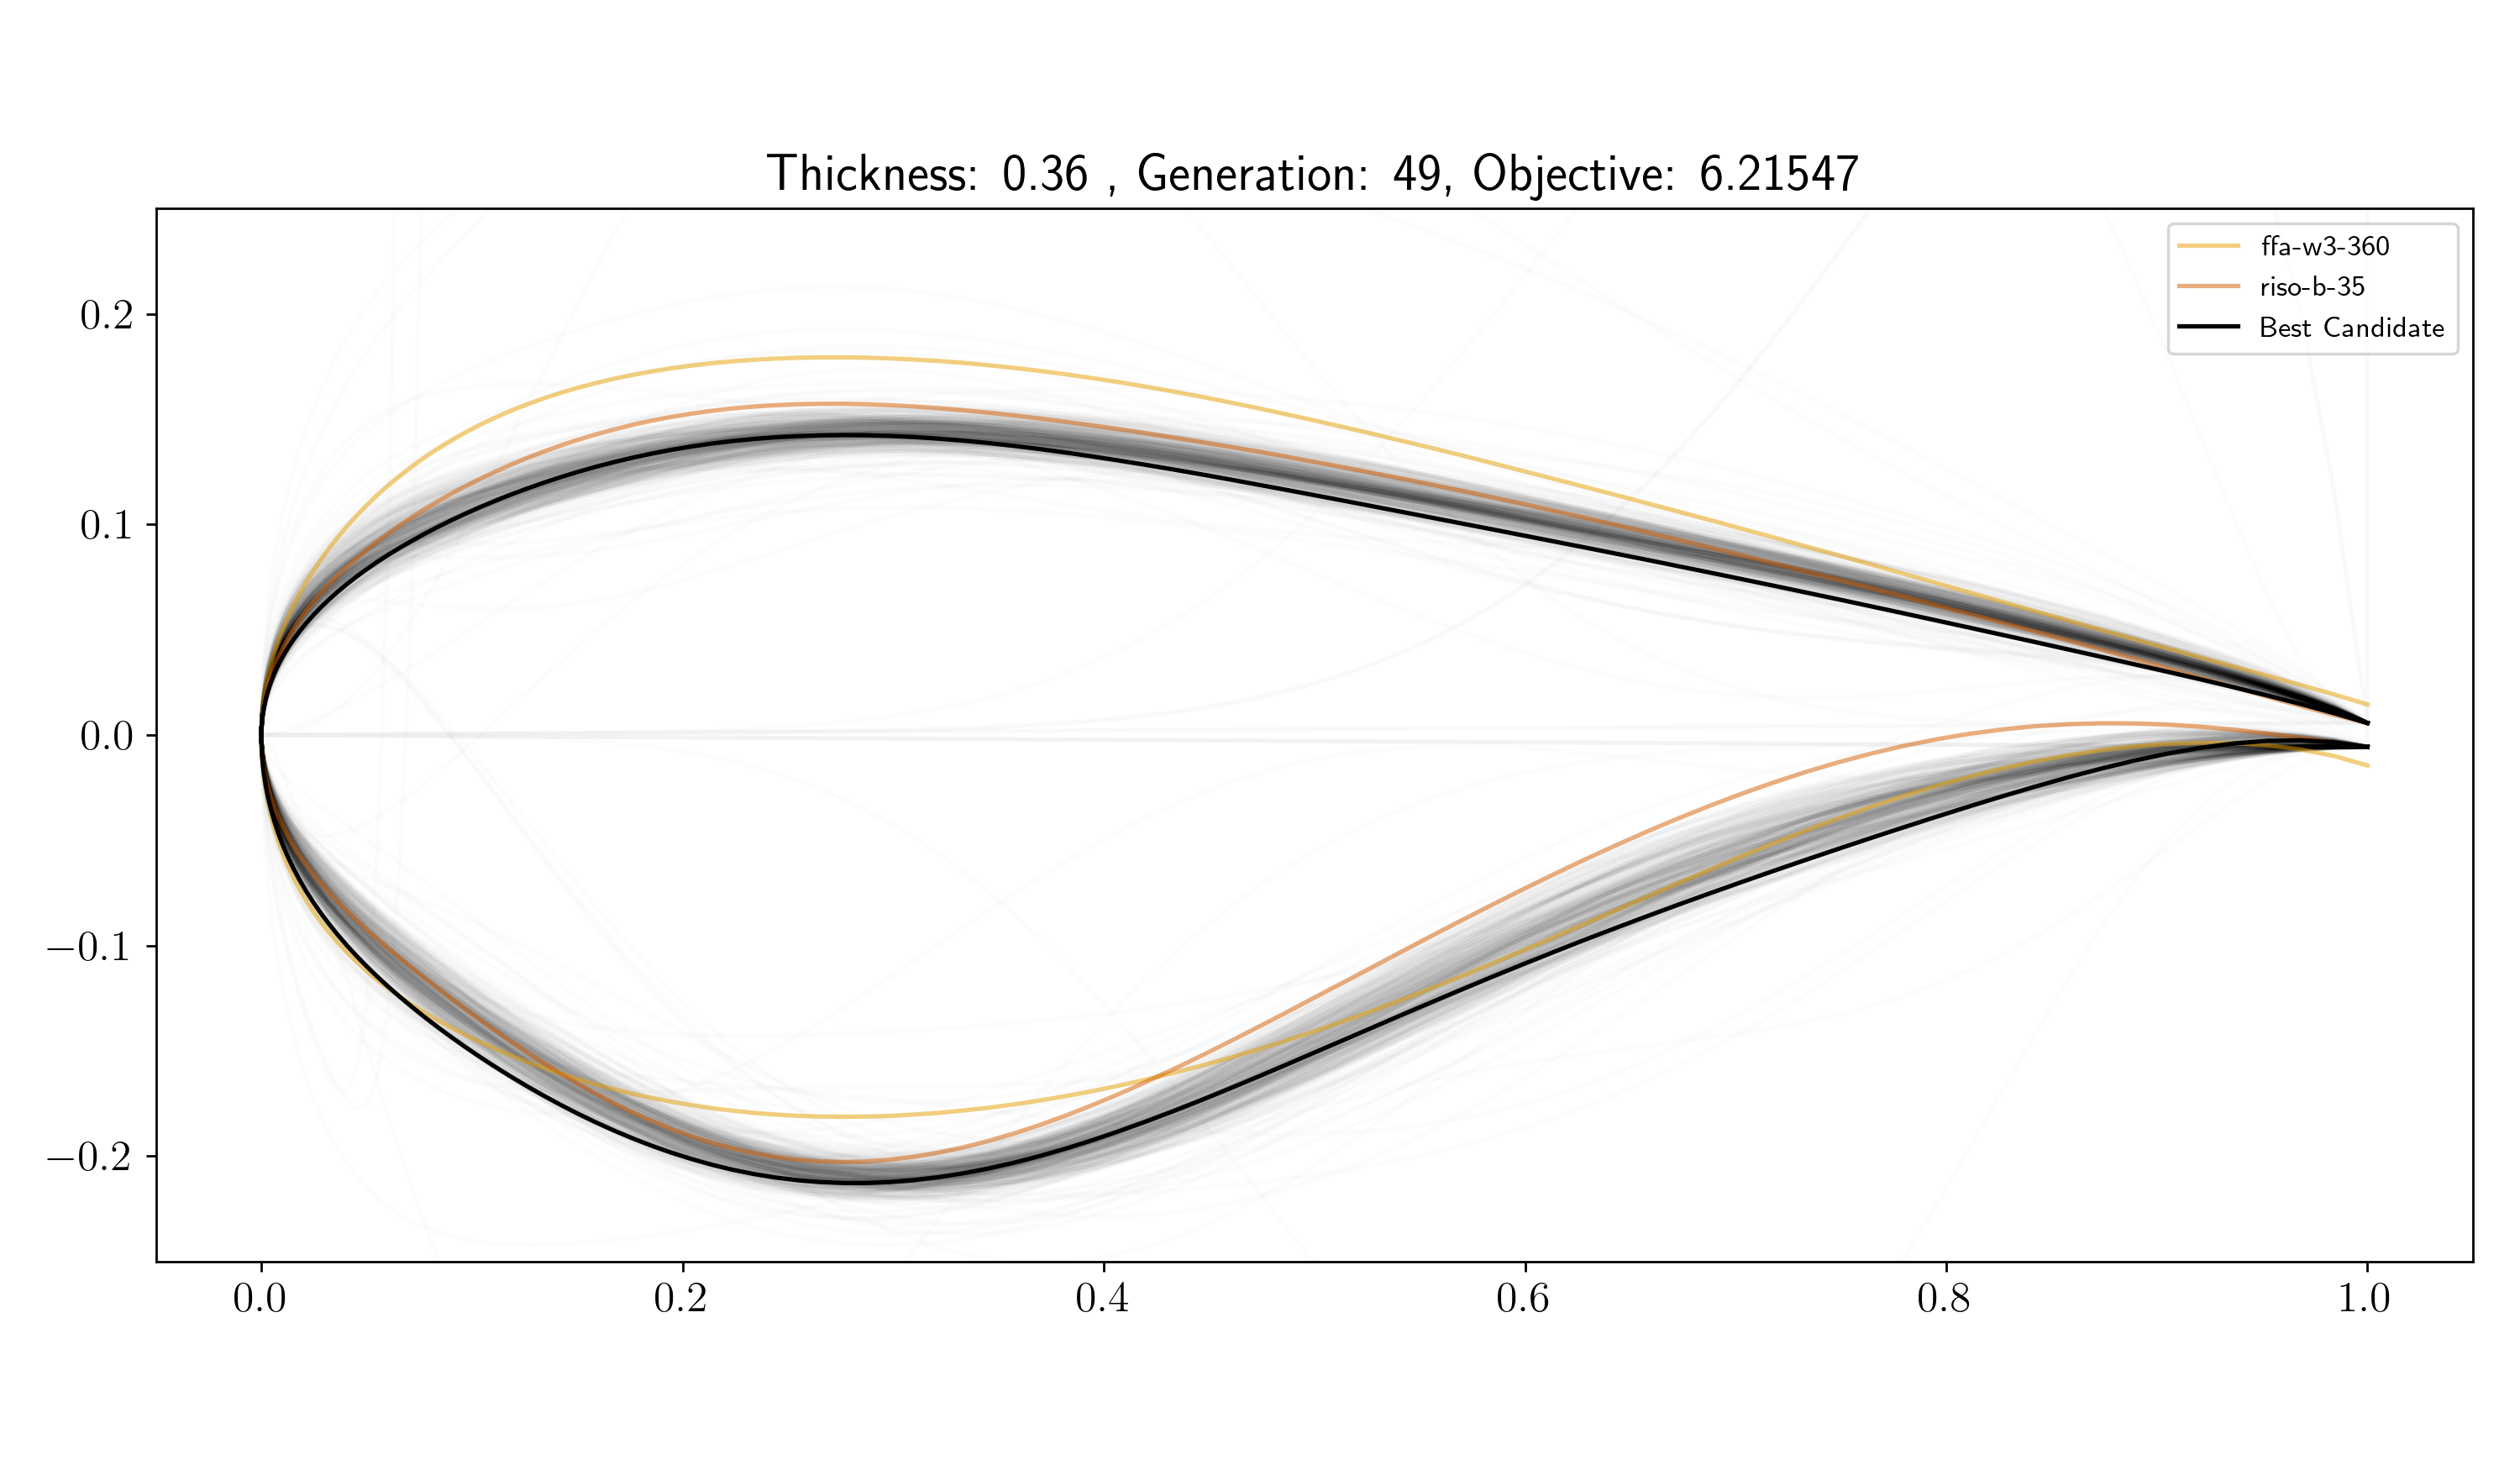 Thickness: 0.36 , Generation: 49, Objective: 6.21547
ffa-w3-360
riso-b-35
Best Candidate
0.2
0.1
0.0
−0.1
−0.2
0.0 0.2 0.4 0.6 0.8 1.0